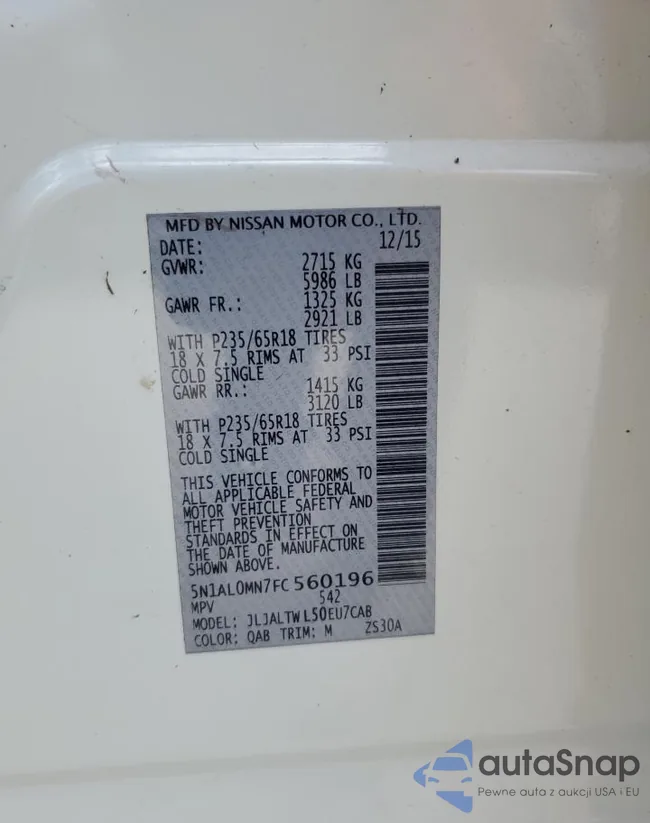 MFD BY NISSAN MOTOR CO., LTD.
DATE: 12/15
GVWR: 2715 KG
5986 LB
GAWR FR.: 1325 KG
2921 LB
WITH P235/65R18 TIRES
18 X 7.5 RIMS AT 33 PSI
COLD SINGLE
GAWR RR.: 1415 KG
3120 LB
WITH P235/65R18 TIRES
18 X 7.5 RIMS AT 33 PSI
COLD SINGLE
THIS VEHICLE CONFORMS TO
ALL APPLICABLE FEDERAL
MOTOR VEHICLE SAFETY AND
THEFT PREVENTION
STANDARDS IN EFFECT ON
THE DATE OF MANUFACTURE
SHOWN ABOVE.
5N1AL0MN7FC560196
MPV 542
MODEL: JLJALTWL50EU7CAB
COLOR: QAB TRIM: M ZS30A
autoSnap
Pewne auta z aukcji USA i EU